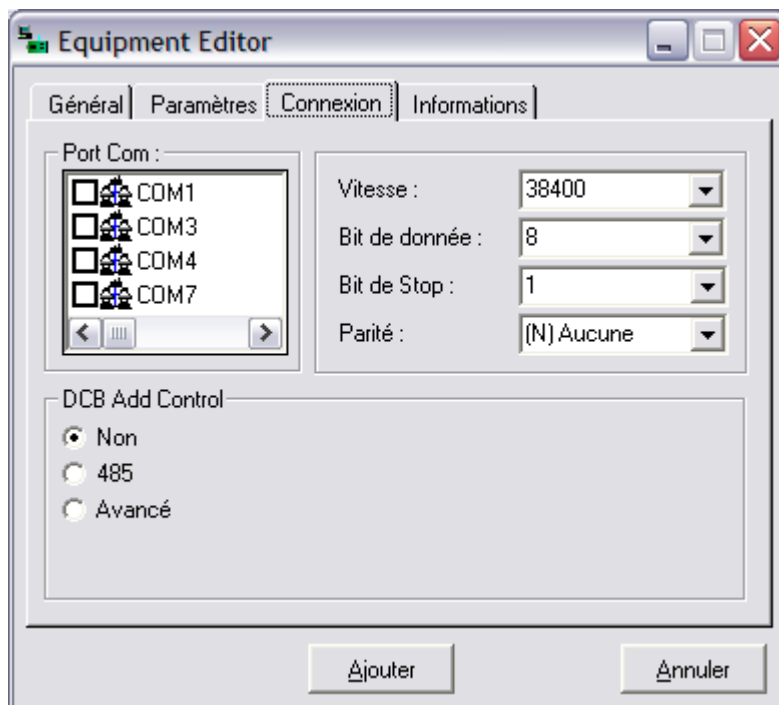 Equipment Editor
Général Paramètres Connexion Informations
Port Com :
COM1
COM3
COM4
COM7
Vitesse : 38400
Bit de donnée : 8
Bit de Stop : 1
Parité : (N) Aucune
DCB Add Control
Non
485
Avancé
Ajouter Annuler